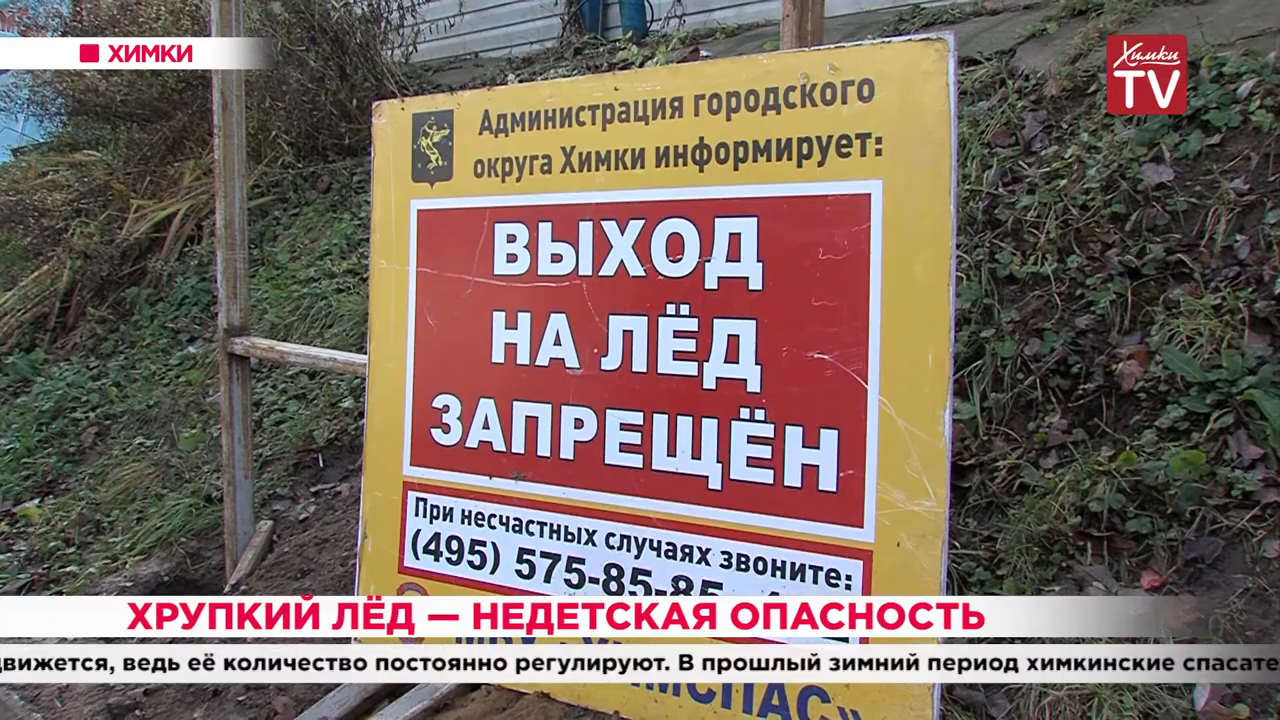 ХИМКИ
Химки
TV
Администрация городского
округа Химки информирует:
ВЫХОД
НА ЛЁД
ЗАПРЕЩЁН
При несчастных случаях звоните:
(495) 575-85-85
ХРУПКИЙ ЛЁД — НЕДЕТСКАЯ ОПАСНОСТЬ
движется, ведь её количество постоянно регулируют. В прошлый зимний период химкинские спасате